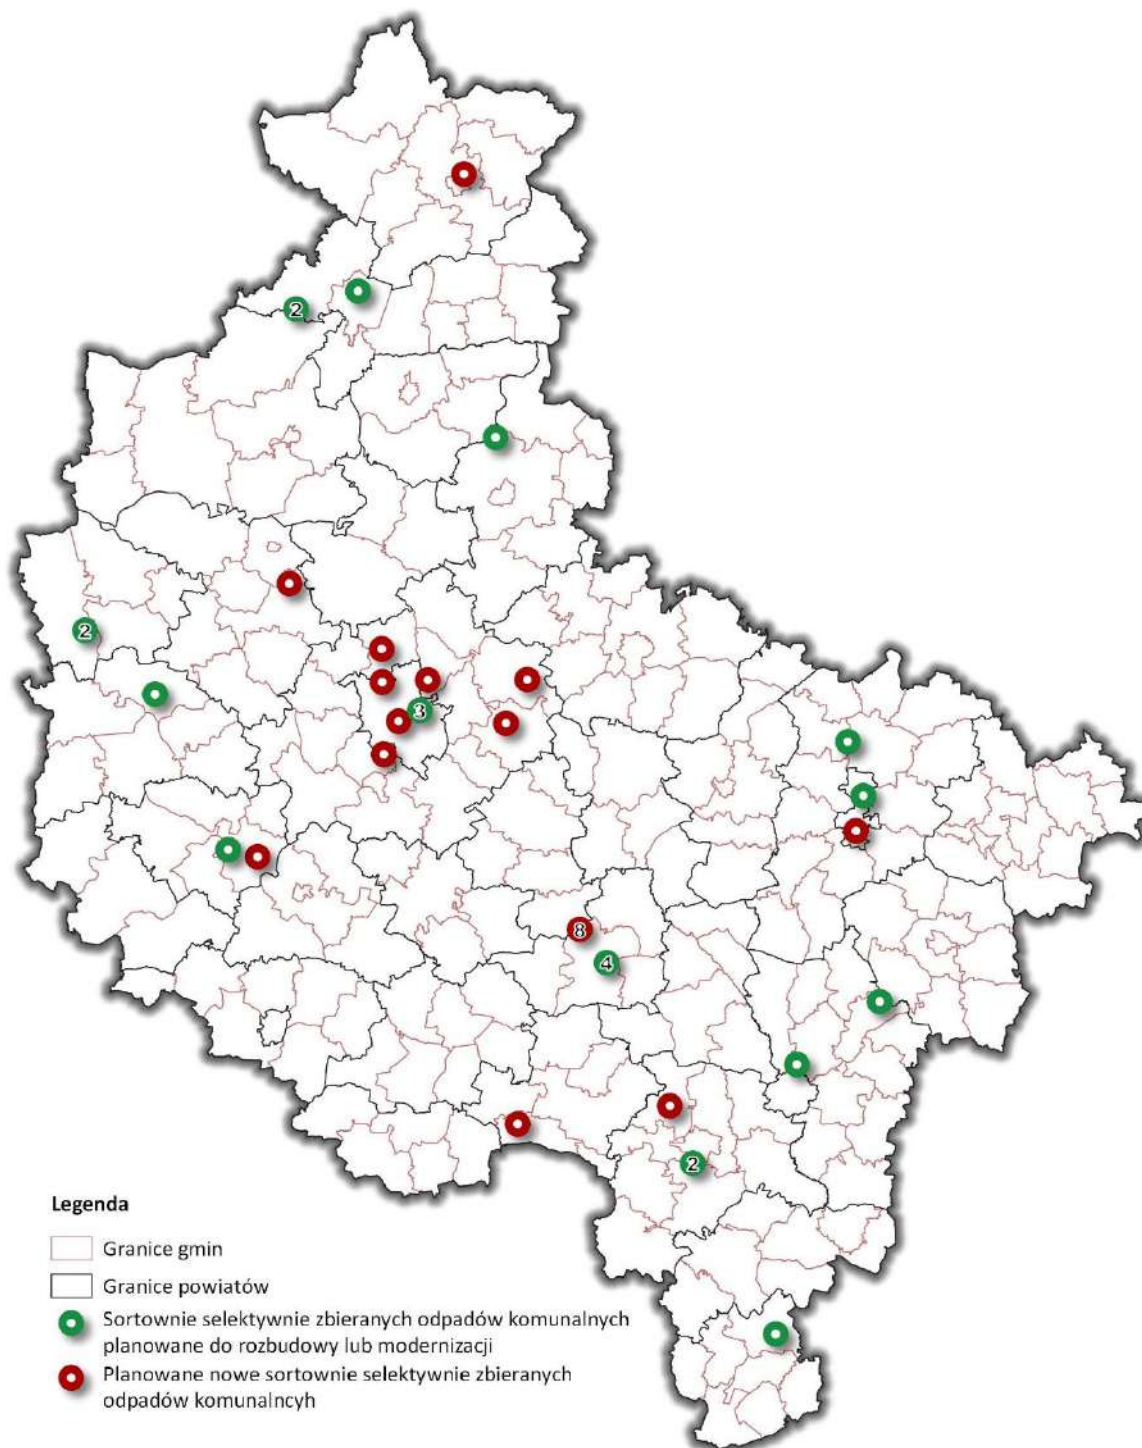 2
2
3
8
4
2
Legenda
Granice gmin
Granice powiatów
Sortownie selektywnie zbieranych odpadów komunalnych
planowane do rozbudowy lub modernizacji
Planowane nowe sortownie selektywnie zbieranych
odpadów komunalncyh